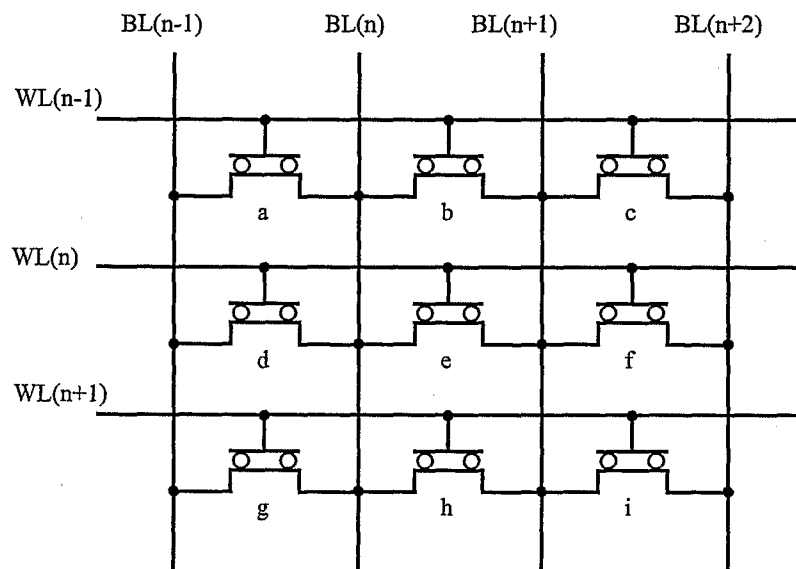 BL(n-1) BL(n) BL(n+1) BL(n+2)
WL(n-1)
a b c
WL(n)
d e f
WL(n+1)
g h i